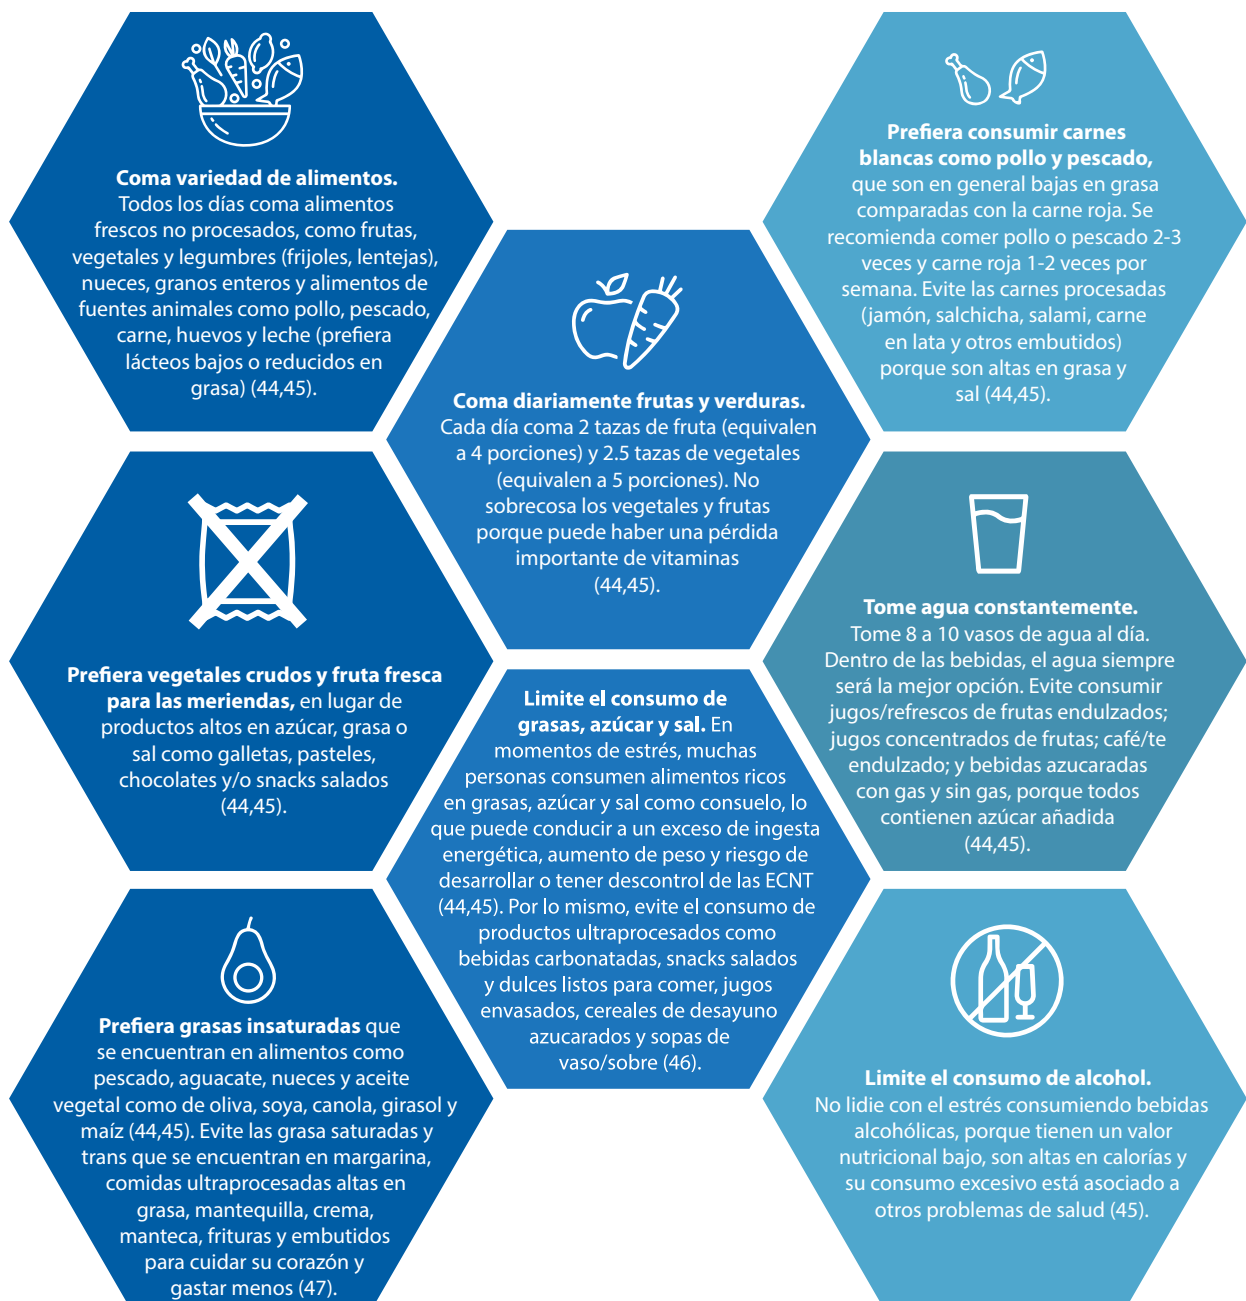 Coma variedad de alimentos.
Todos los días coma alimentos
frescos no procesados, como frutas,
vegetales y legumbres (frijoles, lentejas),
nueces, granos enteros y alimentos de
fuentes animales como pollo, pescado,
carne, huevos y leche (prefiera
lácteos bajos o reducidos en
grasa) (44,45).
Prefiera consumir carnes
blancas como pollo y pescado,
que son en general bajas en grasa
comparadas con la carne roja. Se
recomienda comer pollo o pescado 2-3
veces y carne roja 1-2 veces por
semana. Evite las carnes procesadas
(jamón, salchicha, salami, carne
en lata y otros embutidos)
porque son altas en grasa y
sal (44,45).
Coma diariamente frutas y verduras.
Cada día coma 2 tazas de fruta (equivalen
a 4 porciones) y 2.5 tazas de vegetales
(equivalen a 5 porciones). No
sobrecosa los vegetales y frutas
porque puede haber una pérdida
importante de vitaminas
(44,45).
Prefiera vegetales crudos y fruta fresca
para las meriendas, en lugar de
productos altos en azúcar, grasa o
sal como galletas, pasteles,
chocolates y/o snacks salados
(44,45).
Tome agua constantemente.
Tome 8 a 10 vasos de agua al día.
Dentro de las bebidas, el agua siempre
será la mejor opción. Evite consumir
jugos/refrescos de frutas endulzados;
jugos concentrados de frutas; café/te
endulzado; y bebidas azucaradas
con gas y sin gas, porque todos
contienen azúcar añadida
(44,45).
Limite el consumo de
grasas, azúcar y sal. En
momentos de estrés, muchas
personas consumen alimentos ricos
en grasas, azúcar y sal como consuelo, lo
que puede conducir a un exceso de ingesta
energética, aumento de peso y riesgo de
desarrollar o tener descontrol de las ECNT
(44,45). Por lo mismo, evite el consumo de
productos ultraprocesados como
bebidas carbonatadas, snacks salados
y dulces listos para comer, jugos
envasados, cereales de desayuno
azucarados y sopas de
vaso/sobre (46).
Prefiera grasas insaturadas que
se encuentran en alimentos como
pescado, aguacate, nueces y aceite
vegetal como de oliva, soya, canola, girasol y
maíz (44,45). Evite las grasa saturadas y
trans que se encuentran en margarina,
comidas ultraprocesadas altas en
grasa, mantequilla, crema,
manteca, frituras y embutidos
para cuidar su corazón y
gastar menos (47).
Limite el consumo de alcohol.
No lidie con el estrés consumiendo bebidas
alcohólicas, porque tienen un valor
nutricional bajo, son altas en calorías y
su consumo excesivo está asociado a
otros problemas de salud (45).